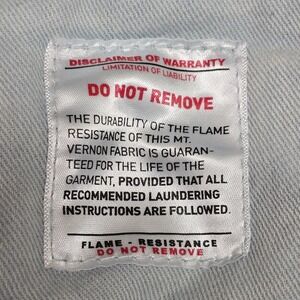 DISCLAIMER OF WARRANTY
LIMITATION OF LIABILITY
DO NOT REMOVE
THE DURABILITY OF THE FLAME
RESISTANCE OF THIS MT.
VERNON FABRIC IS GUARAN-
TEED FOR THE LIFE OF THE
GARMENT, PROVIDED THAT ALL
RECOMMENDED LAUNDERING
INSTRUCTIONS ARE FOLLOWED.
FLAME - RESISTANCE
DO NOT REMOVE